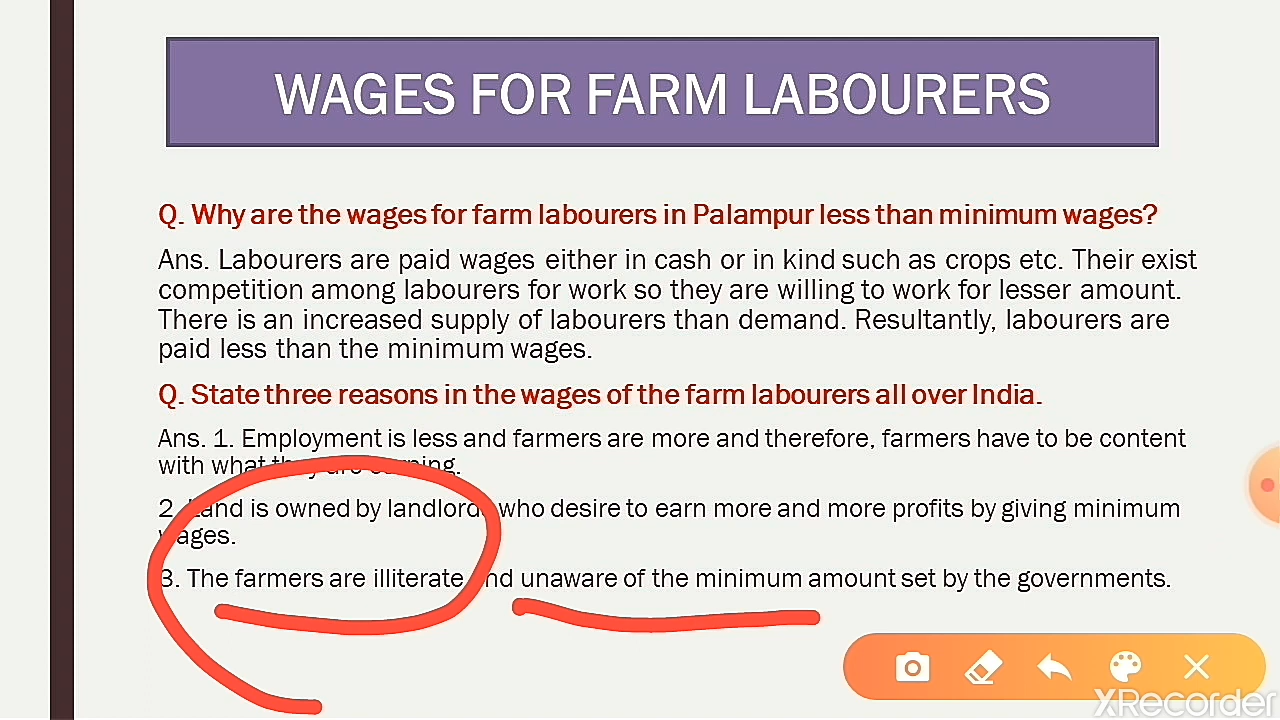 WAGES FOR FARM LABOURERS
Q. Why are the wages for farm labourers in Palampur less than minimum wages?
Ans. Labourers are paid wages either in cash or in kind such as crops etc. Their exist
competition among labourers for work so they are willing to work for lesser amount.
There is an increased supply of labourers than demand. Resultantly, labourers are
paid less than the minimum wages.
Q. State three reasons in the wages of the farm labourers all over India.
Ans. 1. Employment is less and farmers are more and therefore, farmers have to be content
with what they are earning.
2. Land is owned by landlords who desire to earn more and more profits by giving minimum
wages.
3. The farmers are illiterate and unaware of the minimum amount set by the governments.
XRecorder